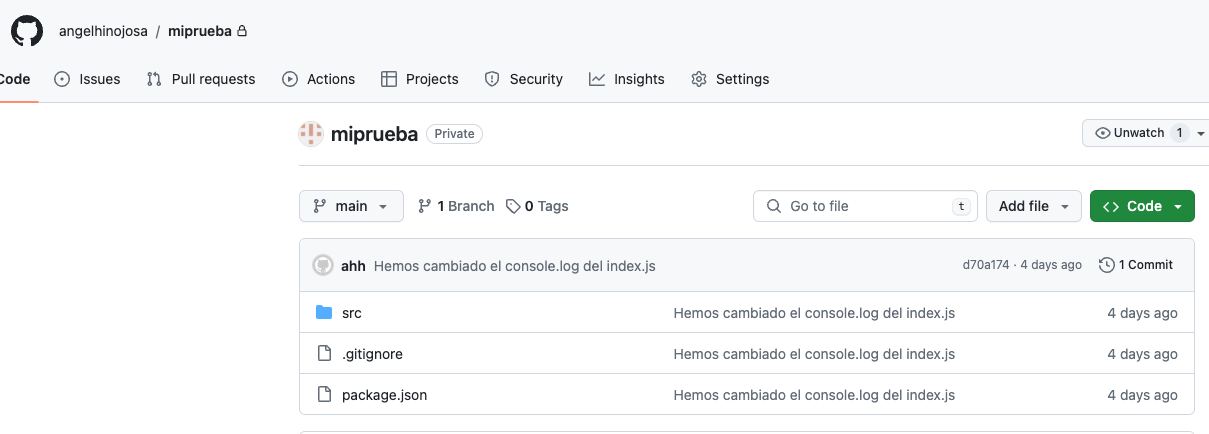 angelhinojosa / miprueba
Code Issues Pull requests Actions Projects Security Insights Settings
miprueba Private Unwatch 1
main 1 Branch 0 Tags Go to file t Add file Code
ahh Hemos cambiado el console.log del index.js d70a174 · 4 days ago 1 Commit
src Hemos cambiado el console.log del index.js 4 days ago
.gitignore Hemos cambiado el console.log del index.js 4 days ago
package.json Hemos cambiado el console.log del index.js 4 days ago